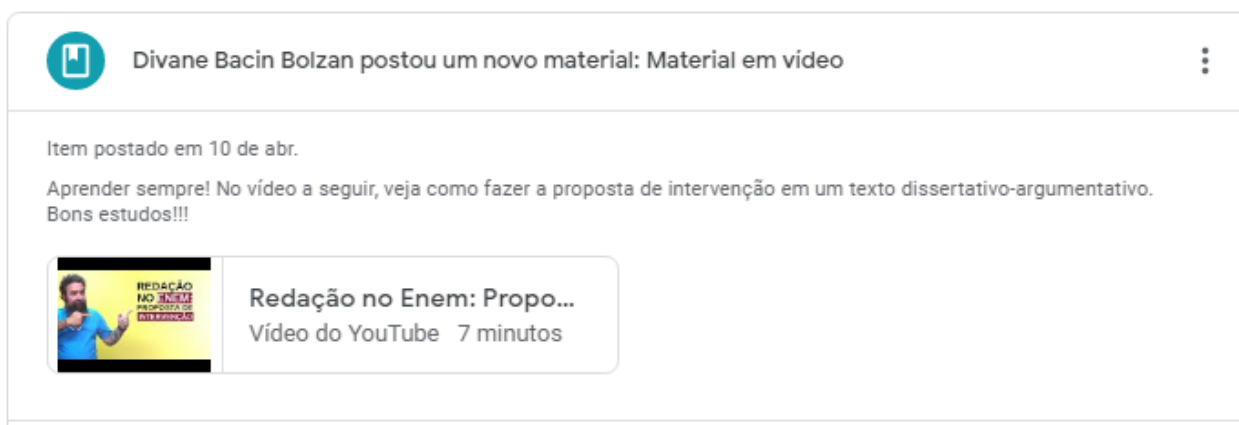 Divane Bacin Bolzan postou um novo material: Material em vídeo
Item postado em 10 de abr.
Aprender sempre! No vídeo a seguir, veja como fazer a proposta de intervenção em um texto dissertativo-argumentativo.
Bons estudos!!!
REDAÇÃO
NO ENEM:
PROPOSTA DE
INTERVENÇÃO
Redação no Enem: Propo...
Vídeo do YouTube 7 minutos